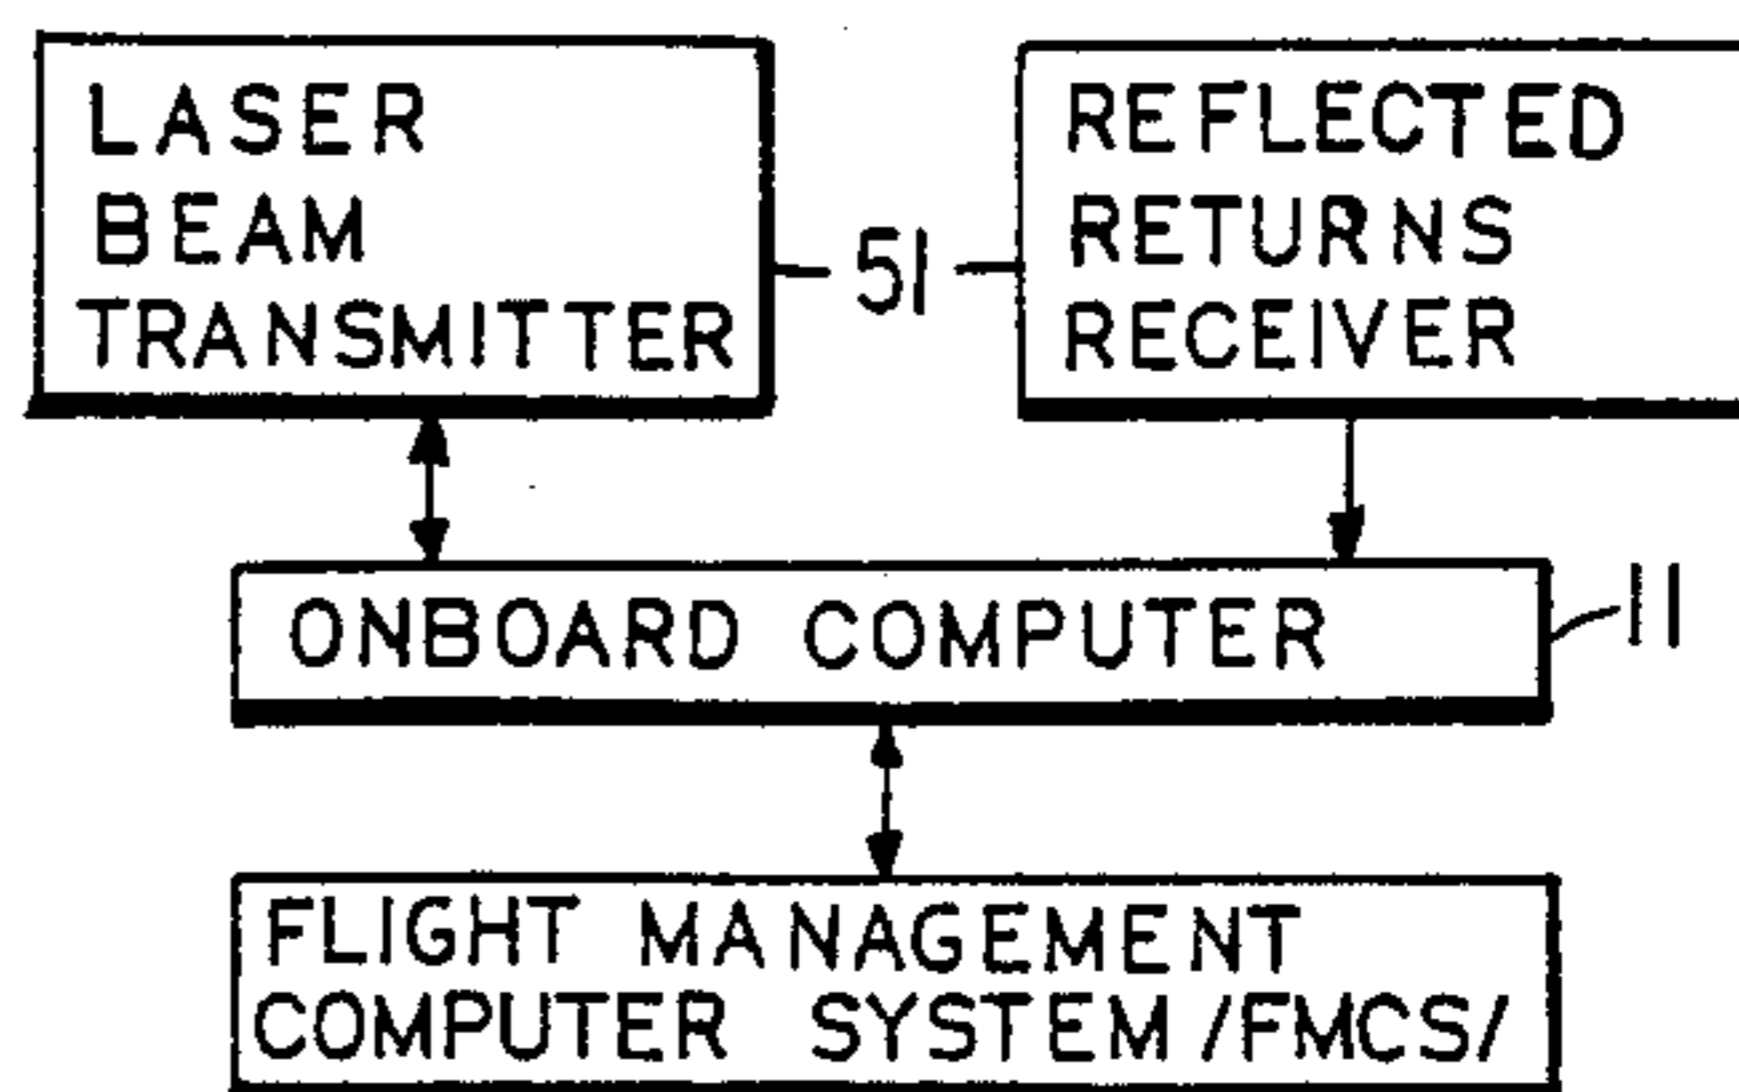 LASER
BEAM
TRANSMITTER
51
REFLECTED
RETURNS
RECEIVER
ONBOARD COMPUTER
11
FLIGHT MANAGEMENT
COMPUTER SYSTEM /FMCS/